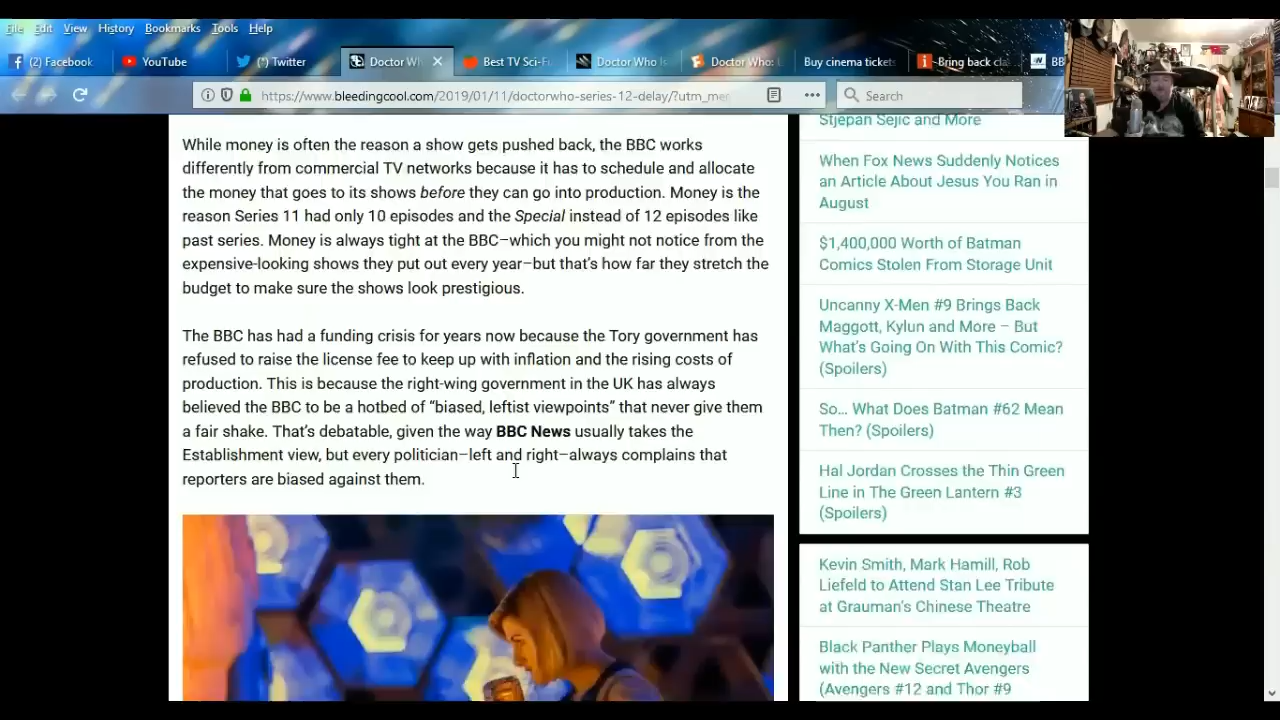 File Edit View History Bookmarks Tools Help
(2) Facebook YouTube (*) Twitter Doctor Wh Best TV Sci-F Doctor Who Is Doctor Who: Buy cinema tickets Bring back cla BB
https://www.bleedingcool.com/2019/01/11/doctorwho-series-12-delay/?utm_me Search
While money is often the reason a show gets pushed back, the BBC works
differently from commercial TV networks because it has to schedule and allocate
the money that goes to its shows before they can go into production. Money is the
reason Series 11 had only 10 episodes and the Special instead of 12 episodes like
past series. Money is always tight at the BBC–which you might not notice from the
expensive-looking shows they put out every year–but that's how far they stretch the
budget to make sure the shows look prestigious.
The BBC has had a funding crisis for years now because the Tory government has
refused to raise the license fee to keep up with inflation and the rising costs of
production. This is because the right-wing government in the UK has always
believed the BBC to be a hotbed of "biased, leftist viewpoints" that never give them
a fair shake. That's debatable, given the way BBC News usually takes the
Establishment view, but every politician–left and right–always complains that
reporters are biased against them.
Stjepan Sejic and More
When Fox News Suddenly Notices
an Article About Jesus You Ran in
August
$1,400,000 Worth of Batman
Comics Stolen From Storage Unit
Uncanny X-Men #9 Brings Back
Maggott, Kylun and More – But
What's Going On With This Comic?
(Spoilers)
So… What Does Batman #62 Mean
Then? (Spoilers)
Hal Jordan Crosses the Thin Green
Line in The Green Lantern #3
(Spoilers)
Kevin Smith, Mark Hamill, Rob
Liefeld to Attend Stan Lee Tribute
at Grauman's Chinese Theatre
Black Panther Plays Moneyball
with the New Secret Avengers
(Avengers #12 and Thor #9